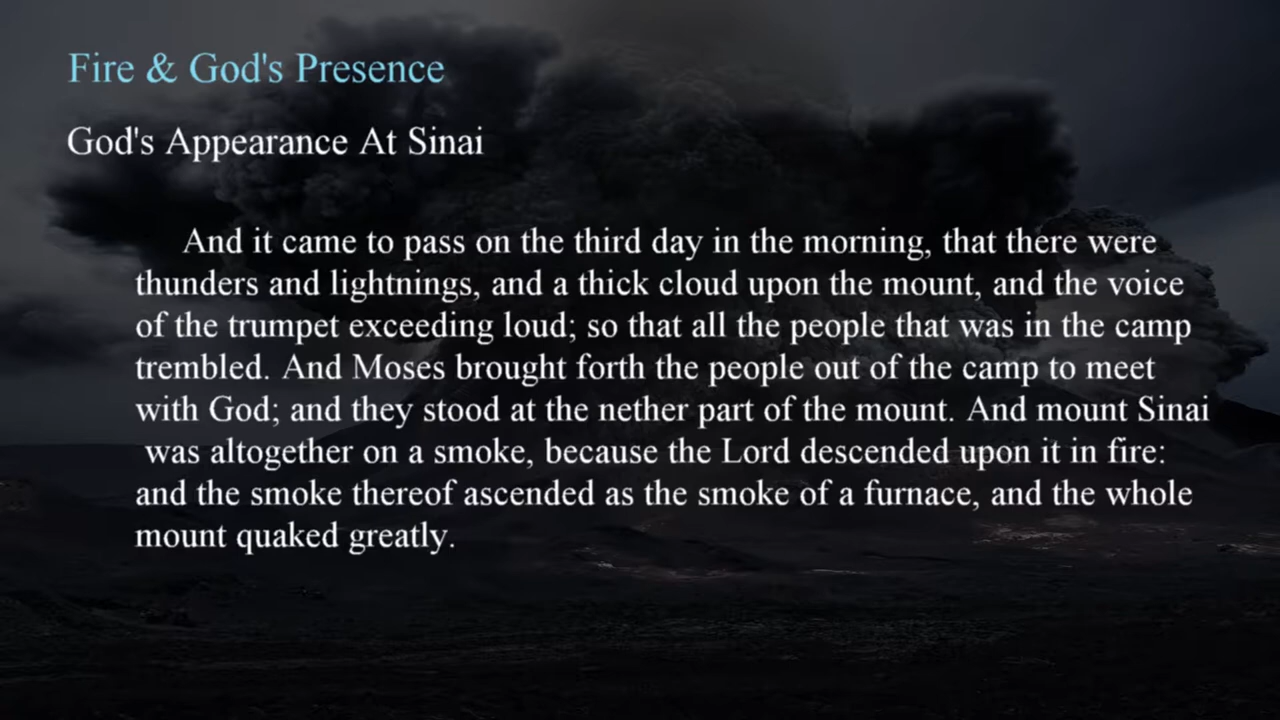 Fire & God's Presence
God's Appearance At Sinai
And it came to pass on the third day in the morning, that there were
thunders and lightnings, and a thick cloud upon the mount, and the voice
of the trumpet exceeding loud; so that all the people that was in the camp
trembled. And Moses brought forth the people out of the camp to meet
with God; and they stood at the nether part of the mount. And mount Sinai
was altogether on a smoke, because the Lord descended upon it in fire:
and the smoke thereof ascended as the smoke of a furnace, and the whole
mount quaked greatly.